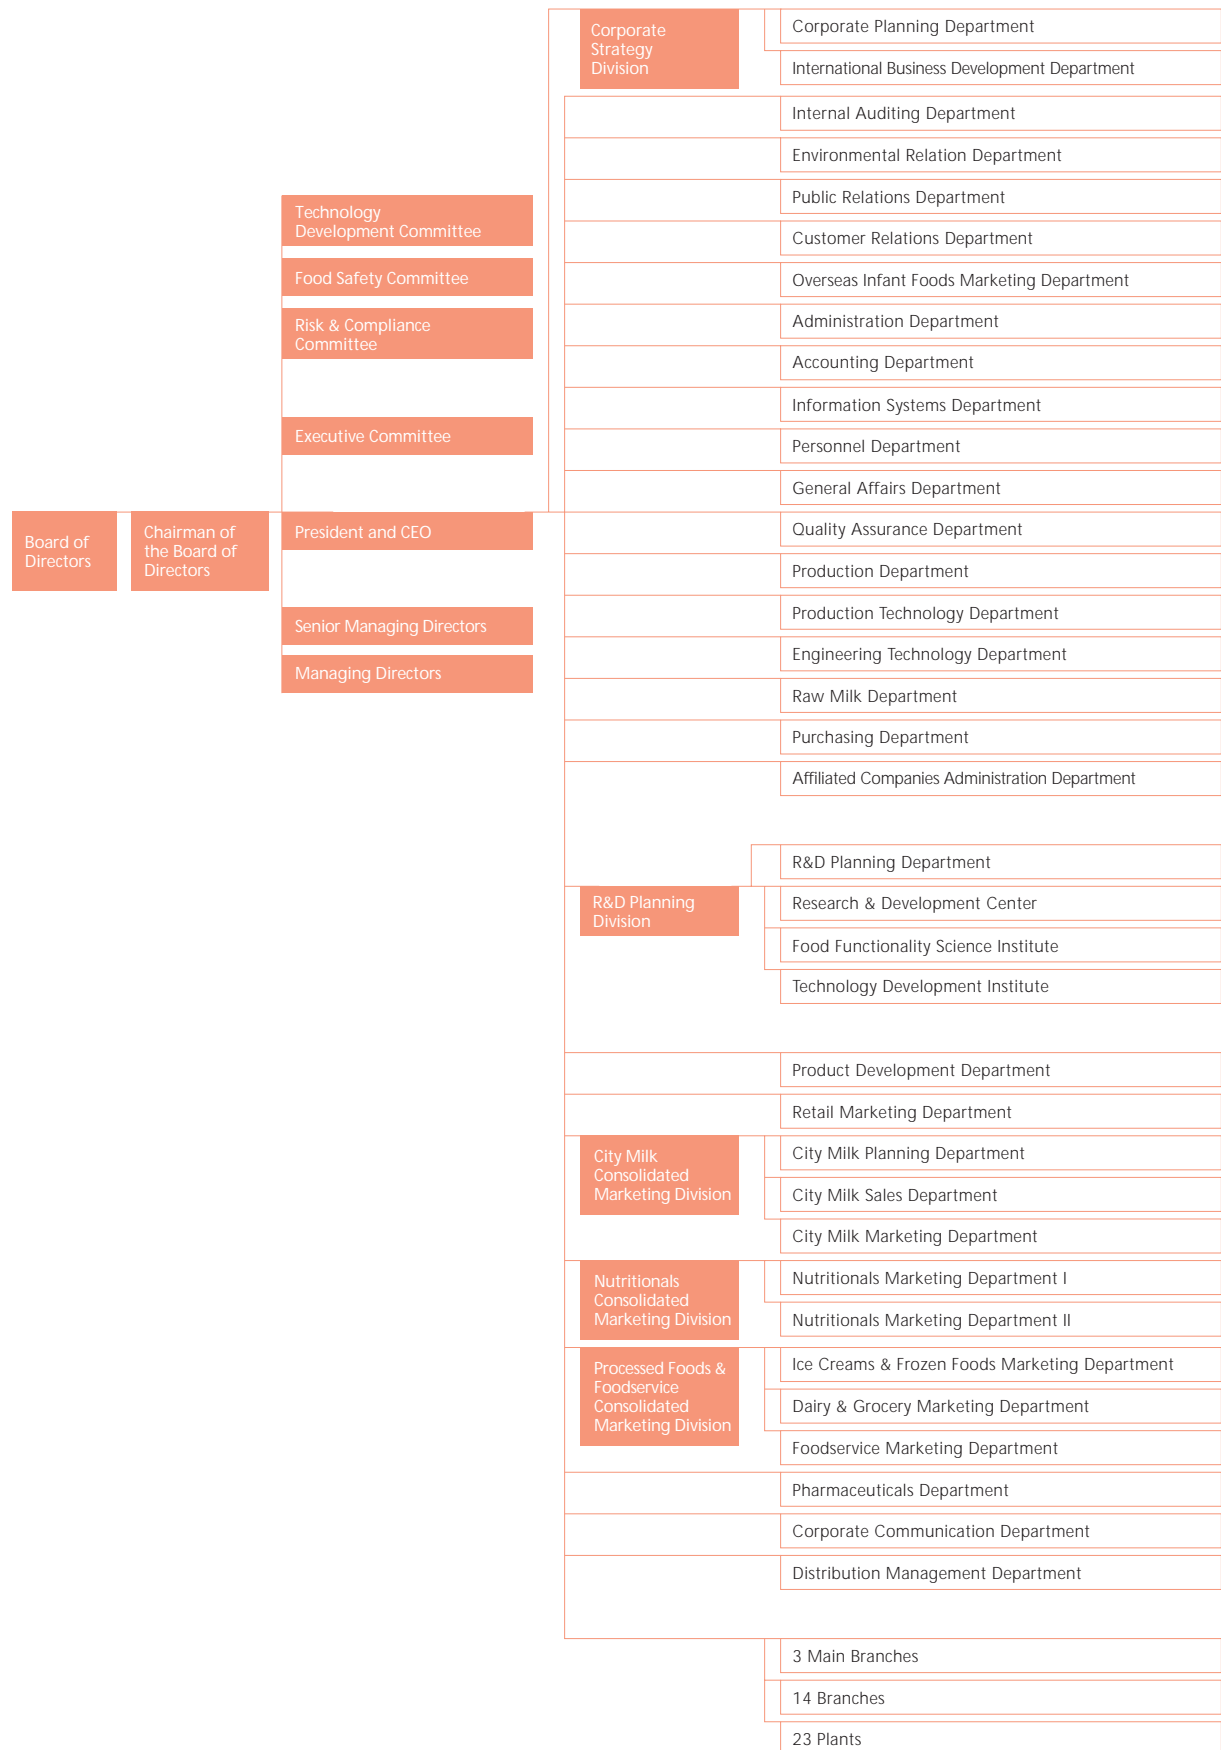 Board of
Directors
Chairman of
the Board of
Directors
Technology
Development Committee
Food Safety Committee
Risk & Compliance
Committee
Executive Committee
President and CEO
Senior Managing Directors
Managing Directors
Corporate
Strategy
Division
Corporate Planning Department
International Business Development Department
Internal Auditing Department
Environmental Relation Department
Public Relations Department
Customer Relations Department
Overseas Infant Foods Marketing Department
Administration Department
Accounting Department
Information Systems Department
Personnel Department
General Affairs Department
Quality Assurance Department
Production Department
Production Technology Department
Engineering Technology Department
Raw Milk Department
Purchasing Department
Affiliated Companies Administration Department
R&D Planning
Division
R&D Planning Department
Research & Development Center
Food Functionality Science Institute
Technology Development Institute
Product Development Department
Retail Marketing Department
City Milk
Consolidated
Marketing Division
City Milk Planning Department
City Milk Sales Department
City Milk Marketing Department
Nutritionals
Consolidated
Marketing Division
Nutritionals Marketing Department I
Nutritionals Marketing Department II
Processed Foods &
Foodservice
Consolidated
Marketing Division
Ice Creams & Frozen Foods Marketing Department
Dairy & Grocery Marketing Department
Foodservice Marketing Department
Pharmaceuticals Department
Corporate Communication Department
Distribution Management Department
3 Main Branches
14 Branches
23 Plants